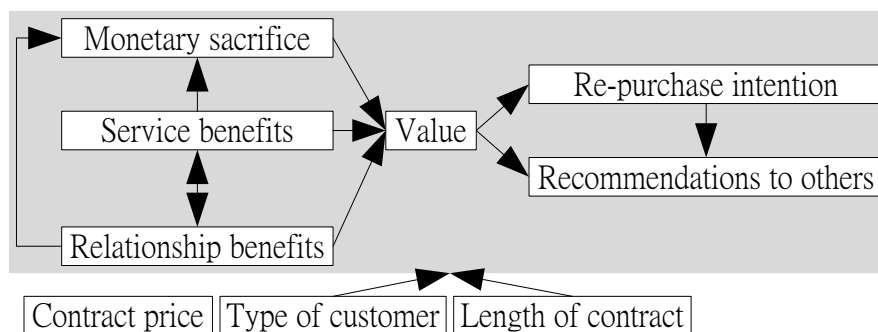 Monetary sacrifice
Service benefits
Relationship benefits
Value
Re-purchase intention
Recommendations to others
Contract price
Type of customer
Length of contract